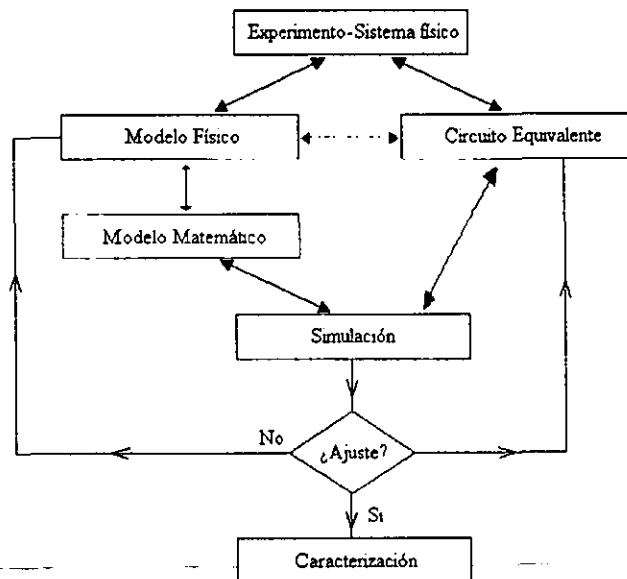 Experimento-Sistema físico
Modelo Físico
Circuito Equivalente
Modelo Matemático
Simulación
No
¿Ajuste?
Si
Caracterización